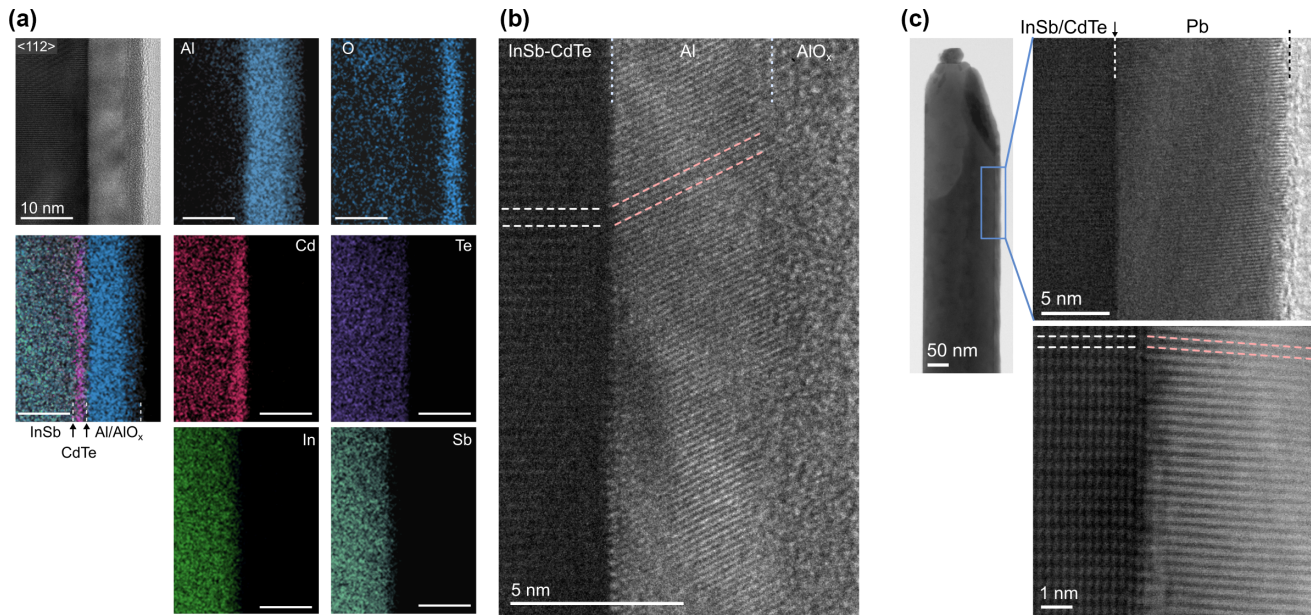 (a)
<112>
10 nm
Al
O
Cd
Te
InSb
Al/AlOₓ
CdTe
In
Sb
(b)
InSb-CdTe
Al
AlOₓ
5 nm
(c)
50 nm
InSb/CdTe
Pb
5 nm
1 nm